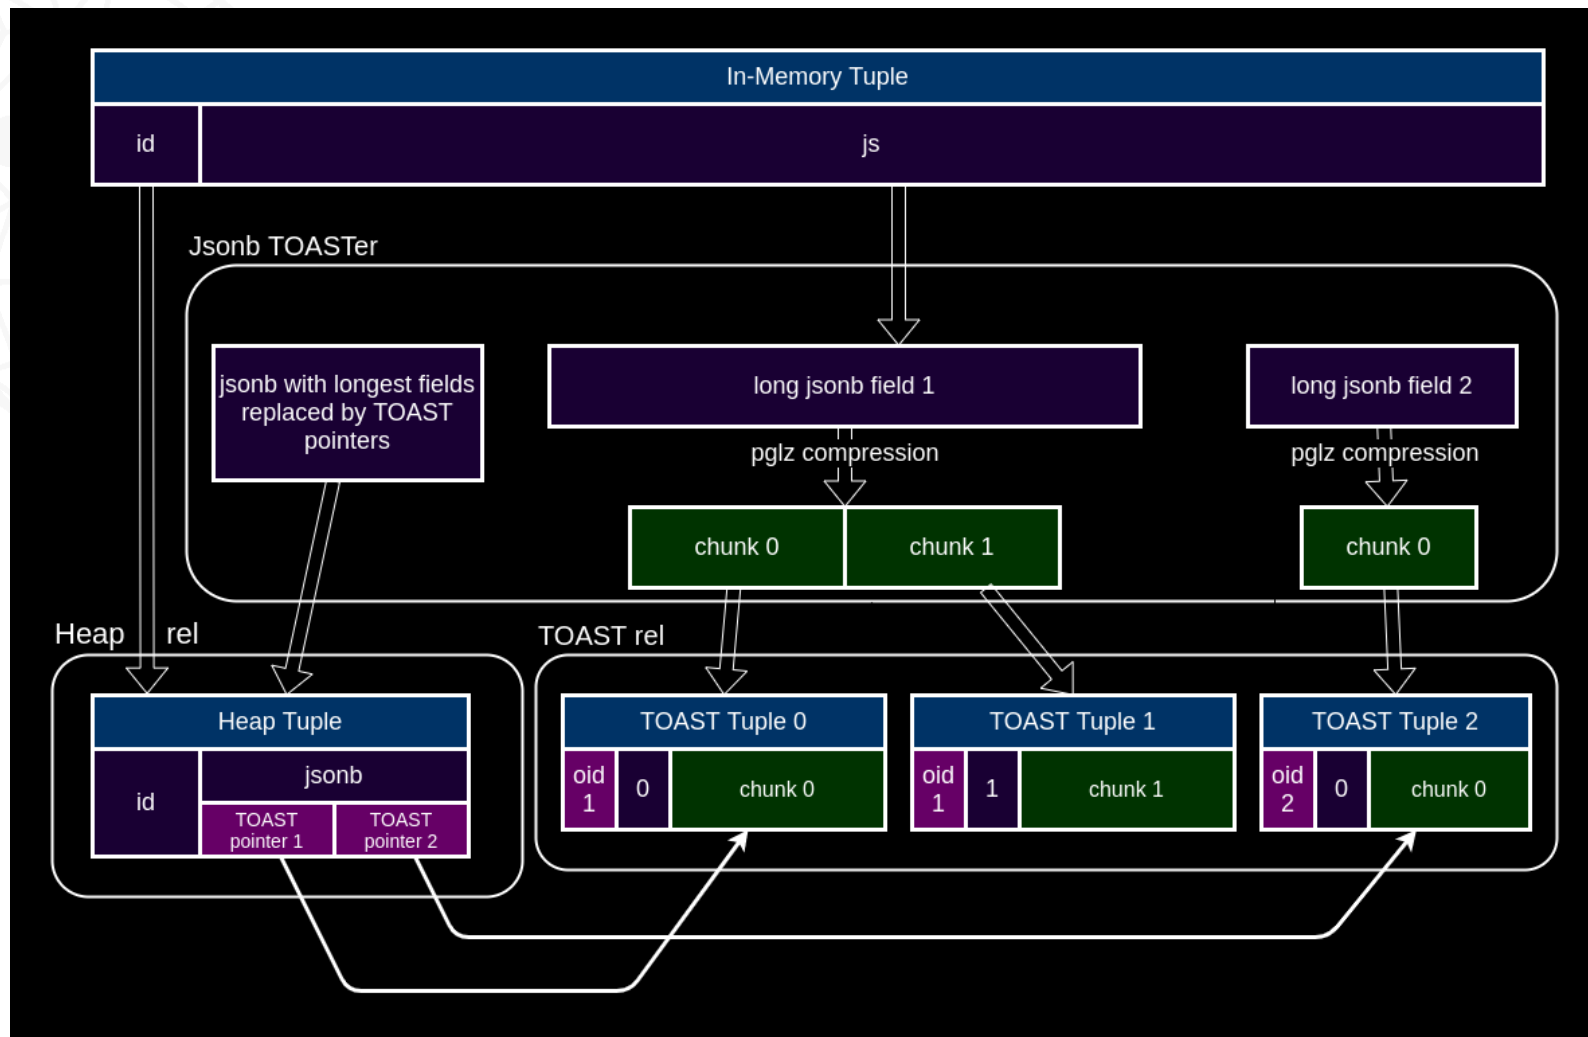 In-Memory Tuple
id
js
Jsonb TOASTer
jsonb with longest fields
replaced by TOAST
pointers
long jsonb field 1
long jsonb field 2
pglz compression
pglz compression
chunk 0
chunk 1
chunk 0
Heap rel
TOAST rel
Heap Tuple
id
jsonb
TOAST
pointer 1
TOAST
pointer 2
TOAST Tuple 0
oid
1
0
chunk 0
TOAST Tuple 1
oid
1
1
chunk 1
TOAST Tuple 2
oid
2
0
chunk 0